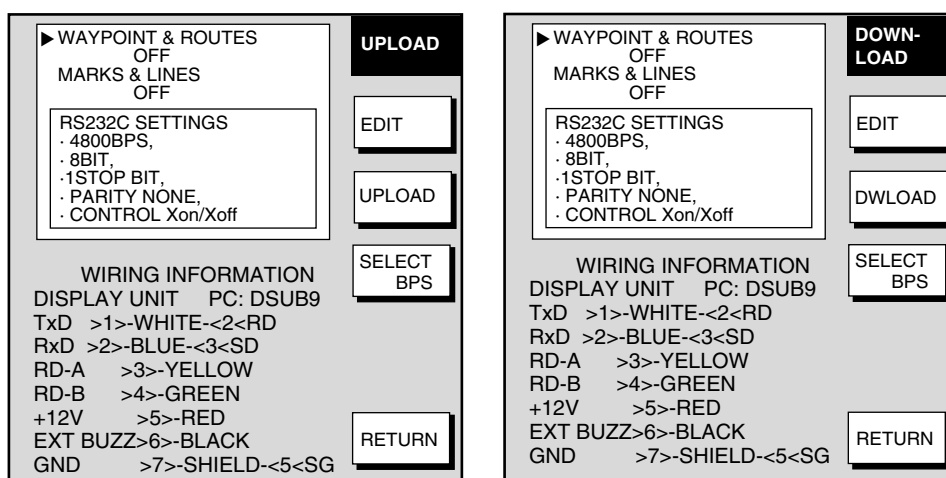 WAYPOINT & ROUTES
OFF
MARKS & LINES
OFF
RS232C SETTINGS
· 4800BPS,
· 8BIT,
·1STOP BIT,
· PARITY NONE,
· CONTROL Xon/Xoff
WIRING INFORMATION
DISPLAY UNIT PC: DSUB9
TxD >1>-WHITE-<2<RD
RxD >2>-BLUE-<3<SD
RD-A >3>-YELLOW
RD-B >4>-GREEN
+12V >5>-RED
EXT BUZZ>6>-BLACK
GND >7>-SHIELD-<5<SG
UPLOAD
EDIT
UPLOAD
SELECT
BPS
RETURN
WAYPOINT & ROUTES
OFF
MARKS & LINES
OFF
RS232C SETTINGS
· 4800BPS,
· 8BIT,
·1STOP BIT,
· PARITY NONE,
· CONTROL Xon/Xoff
WIRING INFORMATION
DISPLAY UNIT PC: DSUB9
TxD >1>-WHITE-<2<RD
RxD >2>-BLUE-<3<SD
RD-A >3>-YELLOW
RD-B >4>-GREEN
+12V >5>-RED
EXT BUZZ>6>-BLACK
GND >7>-SHIELD-<5<SG
DOWN-
LOAD
EDIT
DWLOAD
SELECT
BPS
RETURN